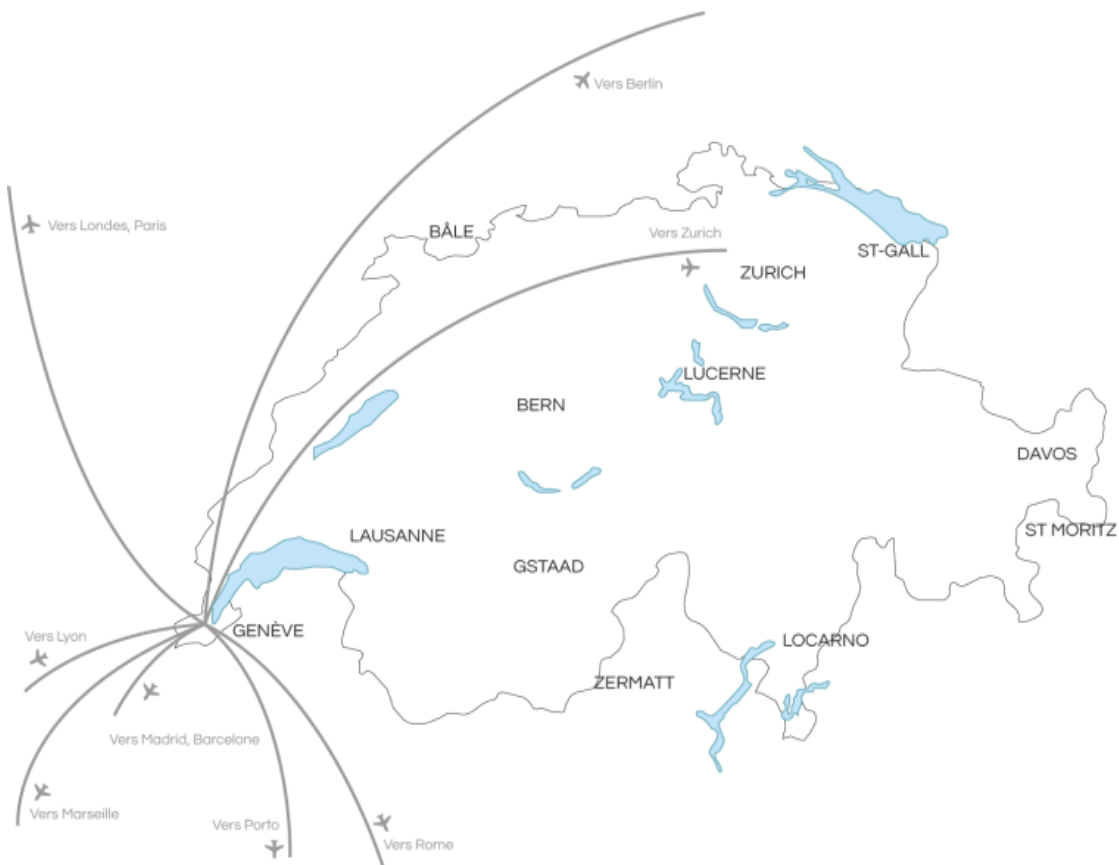 Vers Berlin
Vers Londes, Paris
BÂLE
Vers Zurich
ST-GALL
ZURICH
LUCERNE
BERN
DAVOS
ST MORITZ
LAUSANNE
GSTAAD
GENÈVE
Vers Lyon
LOCARNO
ZERMATT
Vers Madrid, Barcelone
Vers Marseille
Vers Porto
Vers Rome